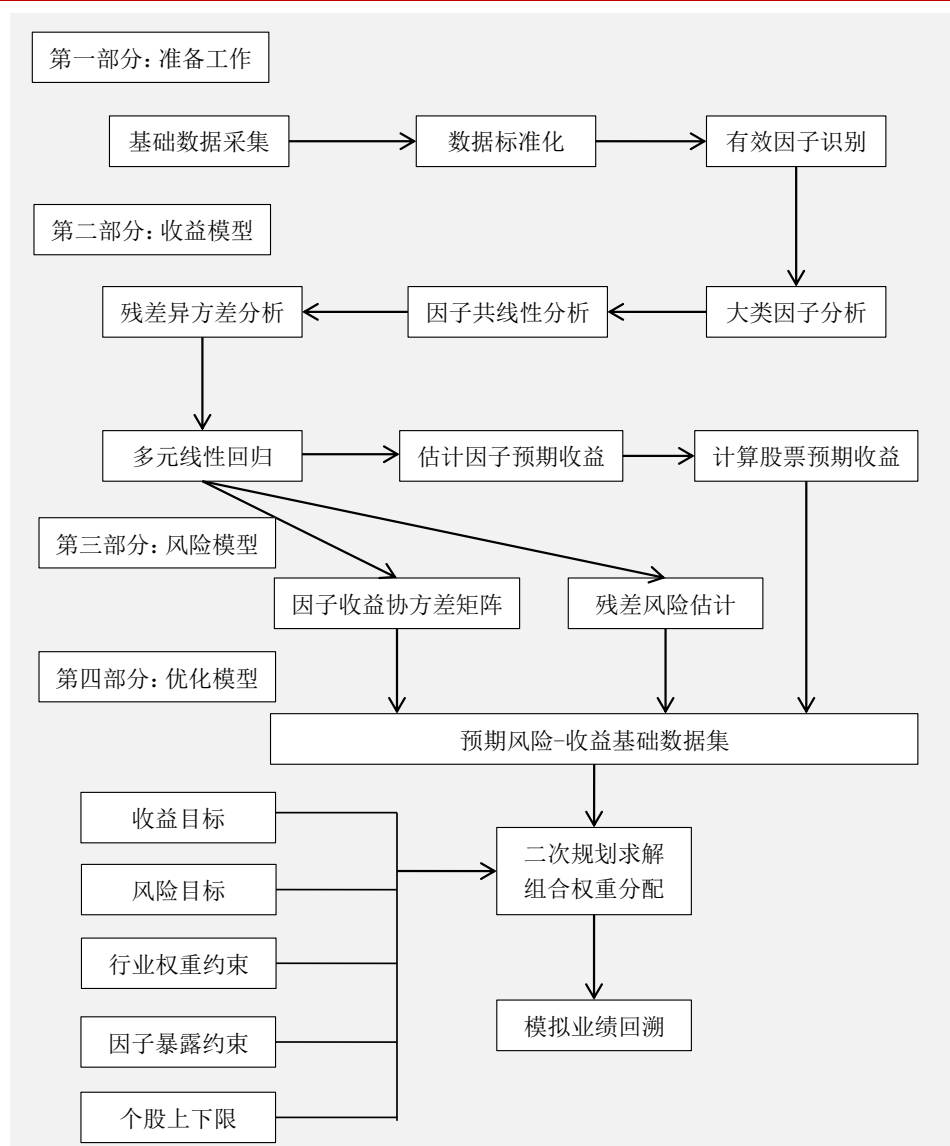 第一部分：准备工作
基础数据采集
数据标准化
有效因子识别
第二部分：收益模型
残差异方差分析
因子共线性分析
大类因子分析
多元线性回归
估计因子预期收益
计算股票预期收益
第三部分：风险模型
因子收益协方差矩阵
残差风险估计
第四部分：优化模型
预期风险-收益基础数据集
收益目标
二次规划求解
组合权重分配
风险目标
行业权重约束
模拟业绩回溯
因子暴露约束
个股上下限